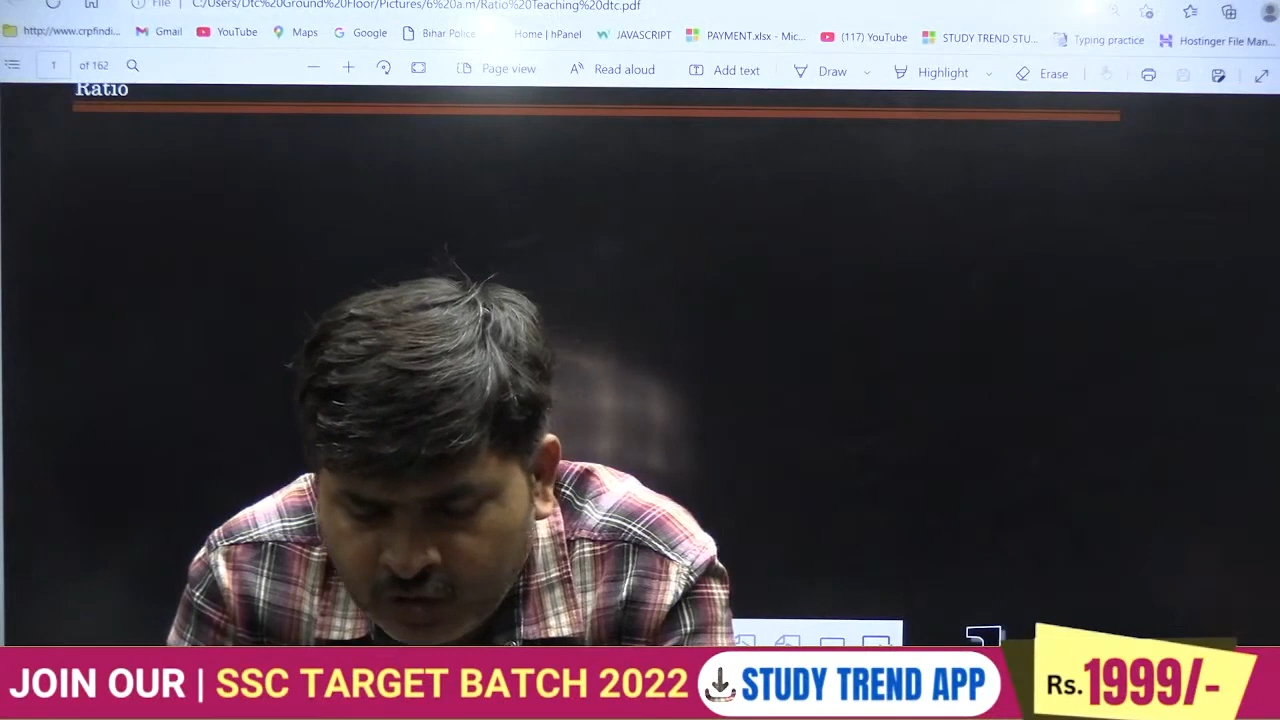 File | C:/Users/Dtc%20Ground%20Floor/Pictures/6%20a.m/Ratio%20Teaching%20dtc.pdf
http://www.crpfindi... Gmail YouTube Maps Google Bihar Police Home | hPanel JAVASCRIPT PAYMENT.xlsx - Mic... (117) YouTube STUDY TREND STU... Typing practice Hostinger File Man...
1 of 162 Page view Read aloud Add text Draw Highlight Erase
Ratio
JOIN OUR | SSC TARGET BATCH 2022 STUDY TREND APP Rs.1999/-